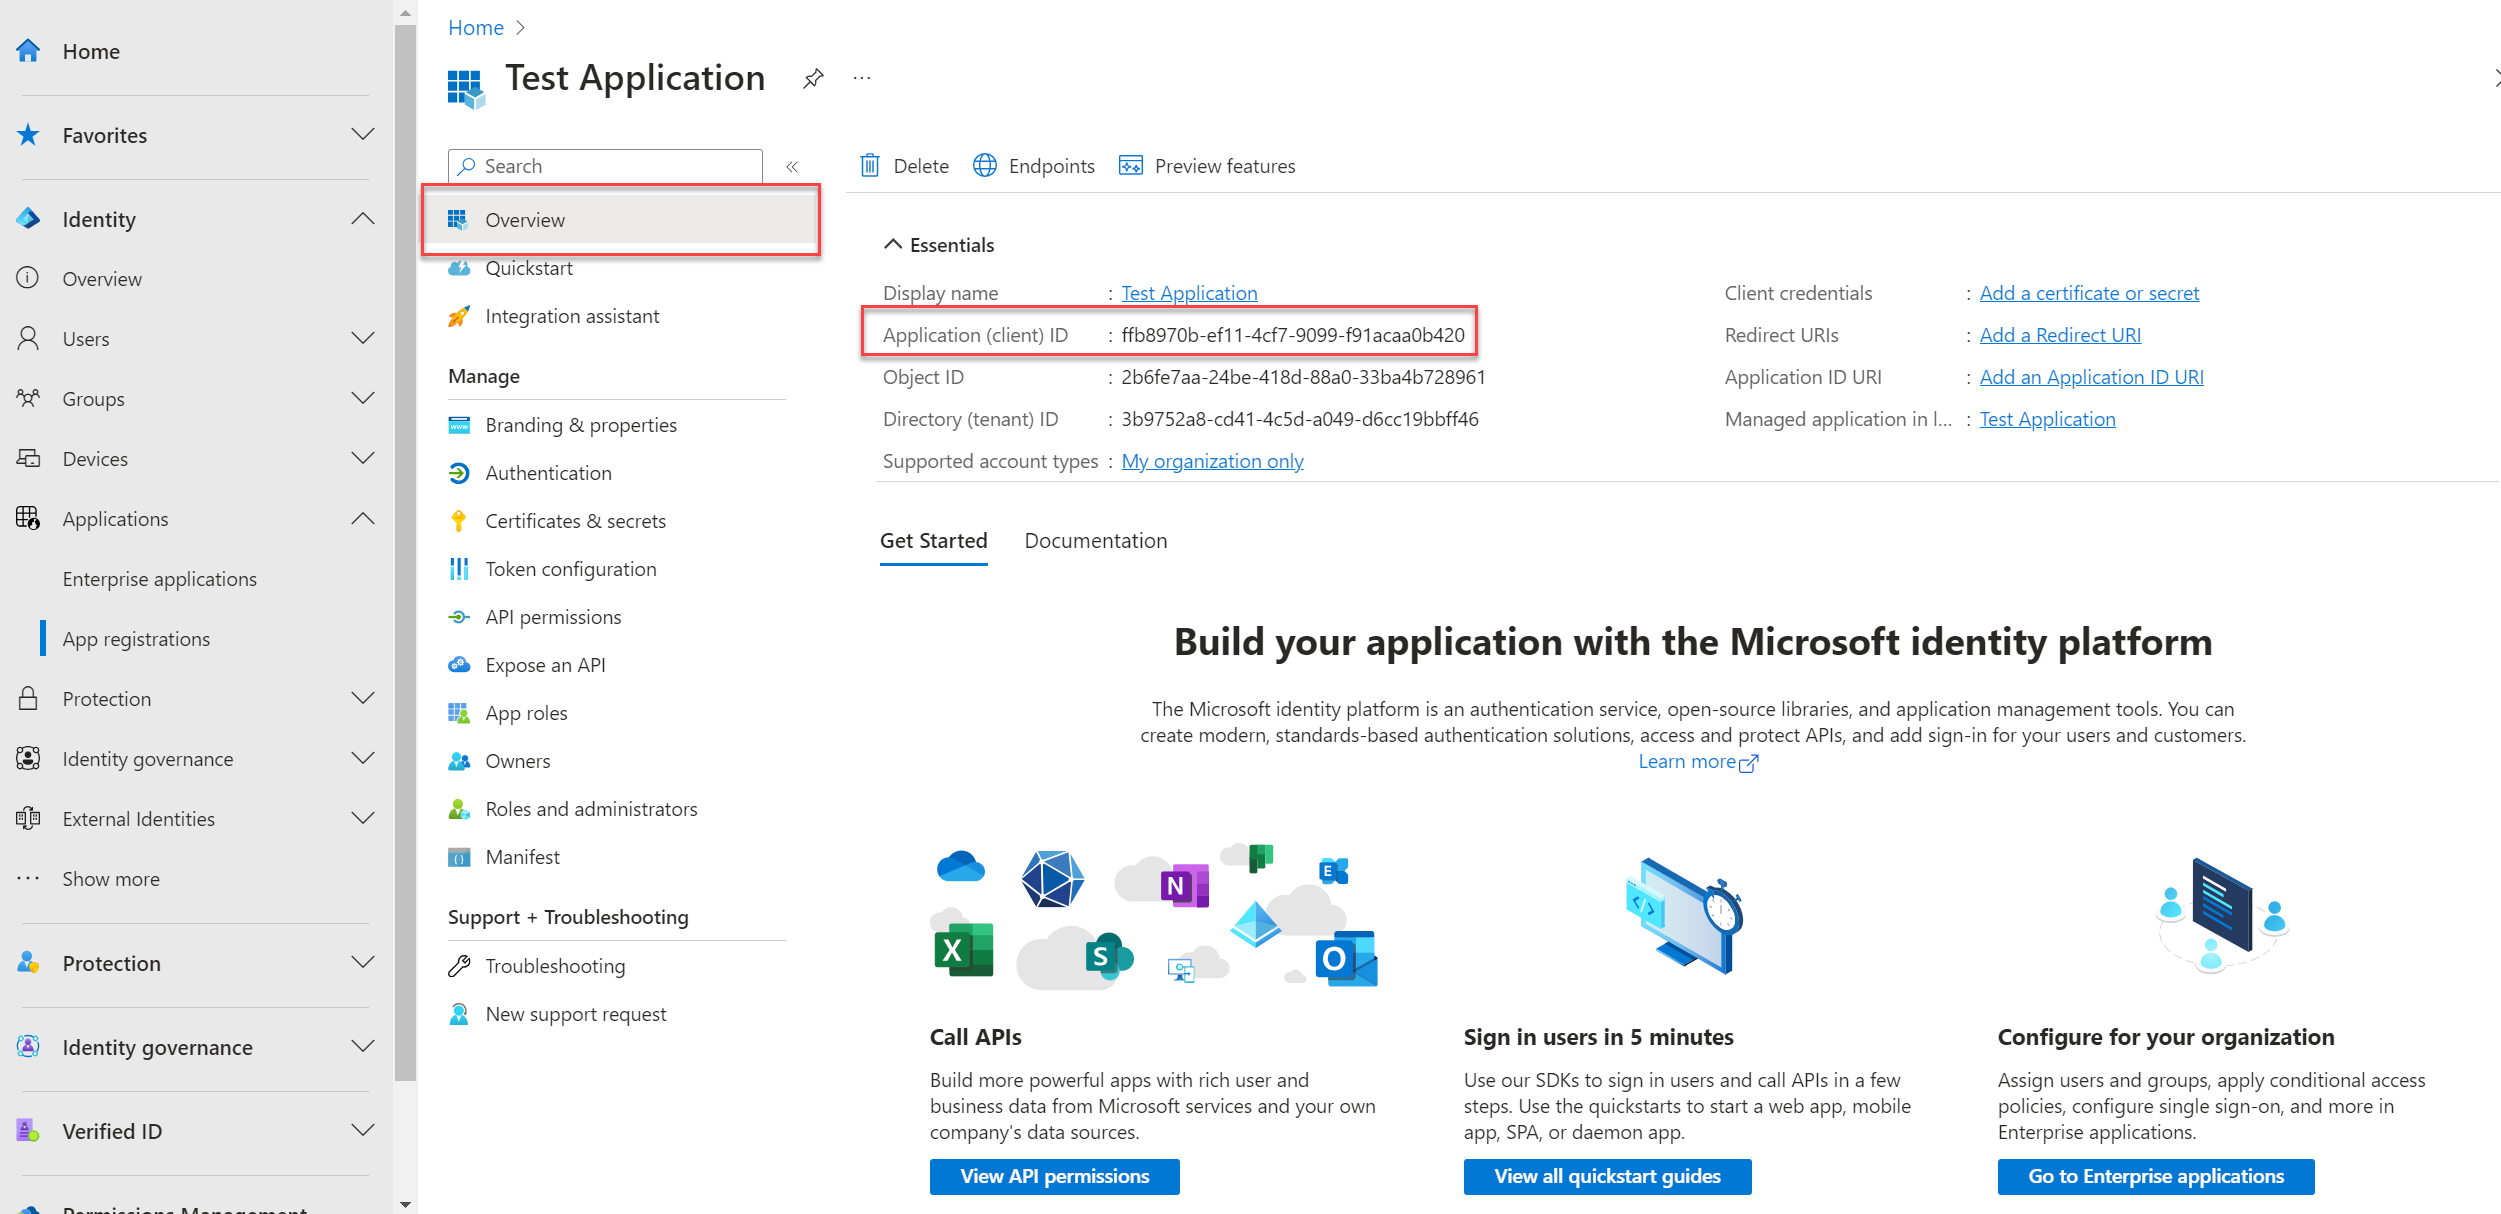 Home
Favorites
Identity
Overview
Users
Groups
Devices
Applications
Enterprise applications
App registrations
Protection
Identity governance
External Identities
Show more
Protection
Identity governance
Verified ID
Permissions Management
Home
Test Application
Search
Overview
Quickstart
Integration assistant
Manage
Branding & properties
Authentication
Certificates & secrets
Token configuration
API permissions
Expose an API
App roles
Owners
Roles and administrators
Manifest
Support + Troubleshooting
Troubleshooting
New support request
Delete Endpoints Preview features
Essentials
Display name : Test Application
Application (client) ID : ffb8970b-ef11-4cf7-9099-f91acaa0b420
Object ID : 2b6fe7aa-24be-418d-88a0-33ba4b728961
Directory (tenant) ID : 3b9752a8-cd41-4c5d-a049-d6cc19bbff46
Supported account types : My organization only
Client credentials : Add a certificate or secret
Redirect URIs : Add a Redirect URI
Application ID URI : Add an Application ID URI
Managed application in l... : Test Application
Get Started Documentation
Build your application with the Microsoft identity platform
The Microsoft identity platform is an authentication service, open-source libraries, and application management tools. You can
create modern, standards-based authentication solutions, access and protect APIs, and add sign-in for your users and customers.
Learn more
N
E
X
S
O
Call APIs
Build more powerful apps with rich user and
business data from Microsoft services and your own
company's data sources.
View API permissions
Sign in users in 5 minutes
Use our SDKs to sign in users and call APIs in a few
steps. Use the quickstarts to start a web app, mobile
app, SPA, or daemon app.
View all quickstart guides
Configure for your organization
Assign users and groups, apply conditional access
policies, configure single sign-on, and more in
Enterprise applications.
Go to Enterprise applications